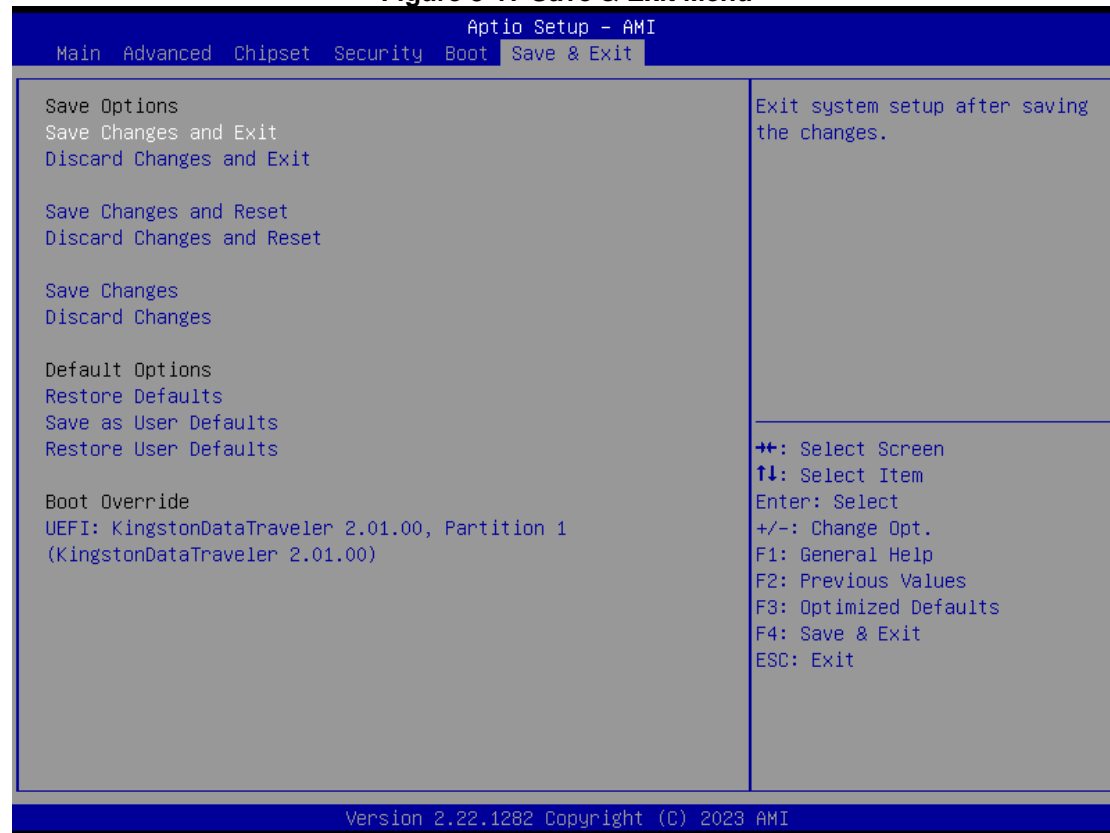 Aptio Setup – AMI
Main Advanced Chipset Security Boot Save & Exit
Save Options
Save Changes and Exit
Discard Changes and Exit
Save Changes and Reset
Discard Changes and Reset
Save Changes
Discard Changes
Default Options
Restore Defaults
Save as User Defaults
Restore User Defaults
Boot Override
UEFI: KingstonDataTraveler 2.01.00, Partition 1
(KingstonDataTraveler 2.01.00)
Exit system setup after saving
the changes.
→←: Select Screen
↑↓: Select Item
Enter: Select
+/-: Change Opt.
F1: General Help
F2: Previous Values
F3: Optimized Defaults
F4: Save & Exit
ESC: Exit
Version 2.22.1282 Copyright (C) 2023 AMI